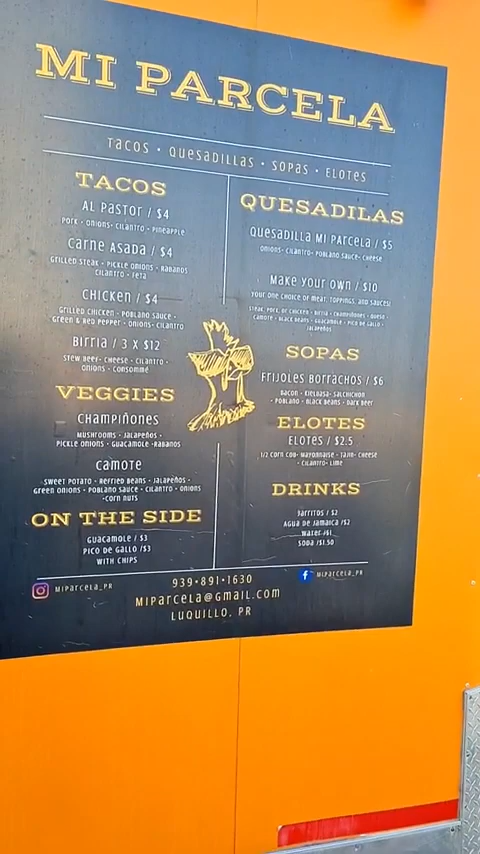 MI PARCELA
TACOS • QUESADILLAS • SOPAS • ELOTES
TACOS
AL PASTOR / $4
PORK - ONIONS- CILANTRO - PINEAPPLE
CARNE ASADA / $4
GRILLED STEAK - PICKLE ONIONS - RABANOS
CILANTRO - FETA
CHICKEN / $4
GRILLED CHICKEN - POBLANO SAUCE -
GREEN & RED PEPPER - ONIONS- CILANTRO
BIRRIA / 3 X $12
STEW BEEF- CHEESE - CILANTRO -
ONIONS - CONSOMMÉ
VEGGIES
CHAMPIÑONES
MUSHROOMS - JALAPEÑOS -
PICKLE ONIONS - GUACAMOLE -RABANOS
CAMOTE
SWEET POTATO - REFRIED BEANS - JALAPEÑOS -
GREEN ONIONS - POBLANO SAUCE - CILANTRO - ONIONS
-CORN NUTS
ON THE SIDE
GUACAMOLE / $3
PICO DE GALLO /$3
WITH CHIPS
QUESADILAS
QUESADILLA MI PARCELA / $5
ONIONS- CILANTRO- POBLANO SAUCE- CHEESE
MAKE YOUR OWN / $10
YOUR ONE CHOICE OF MEAT, TOPPINGS, AND SAUCES!
STEAK, PORK, OR CHICKEN - BIRRIA - CHAMPIÑONES - QUESO -
CAMOTE - BLACK BEANS - GUACAMOLE - PICO DE GALLO -
JALAPEÑOS
SOPAS
FRIJOLES BORRACHOS / $6
BACON - KIELBASA- SALCHICHON
- POBLANO - BLACK BEANS - DARK BEER
ELOTES
ELOTES / $2.5
1/2 CORN COB- MAYONNAISE - TAJIN- CHEESE
- CILANTRO- LIME
DRINKS
JARRITOS / $2
AGUA DE JAMAICA /$2
WATER /$1
SODA /$1.50
MIPARCELA_PR
939•891•1630
MIPARCELA@GMAIL.COM
LUQUILLO, PR
MIPARCELA_PR